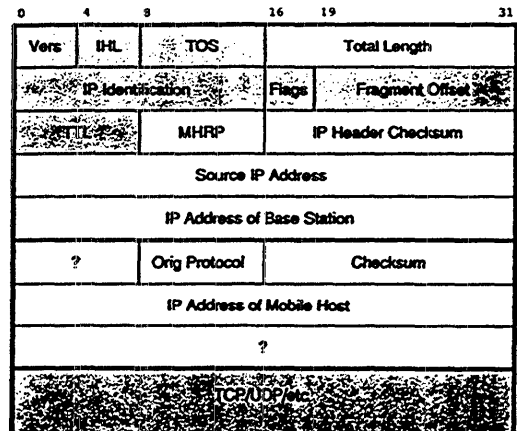 0 4 8 16 19 31
Vers IHL TOS Total Length
IP Identification Flags Fragment Offset
TTL MHRP IP Header Checksum
Source IP Address
IP Address of Base Station
? Orig Protocol Checksum
IP Address of Mobile Host
?
TCP/UDP/etc.